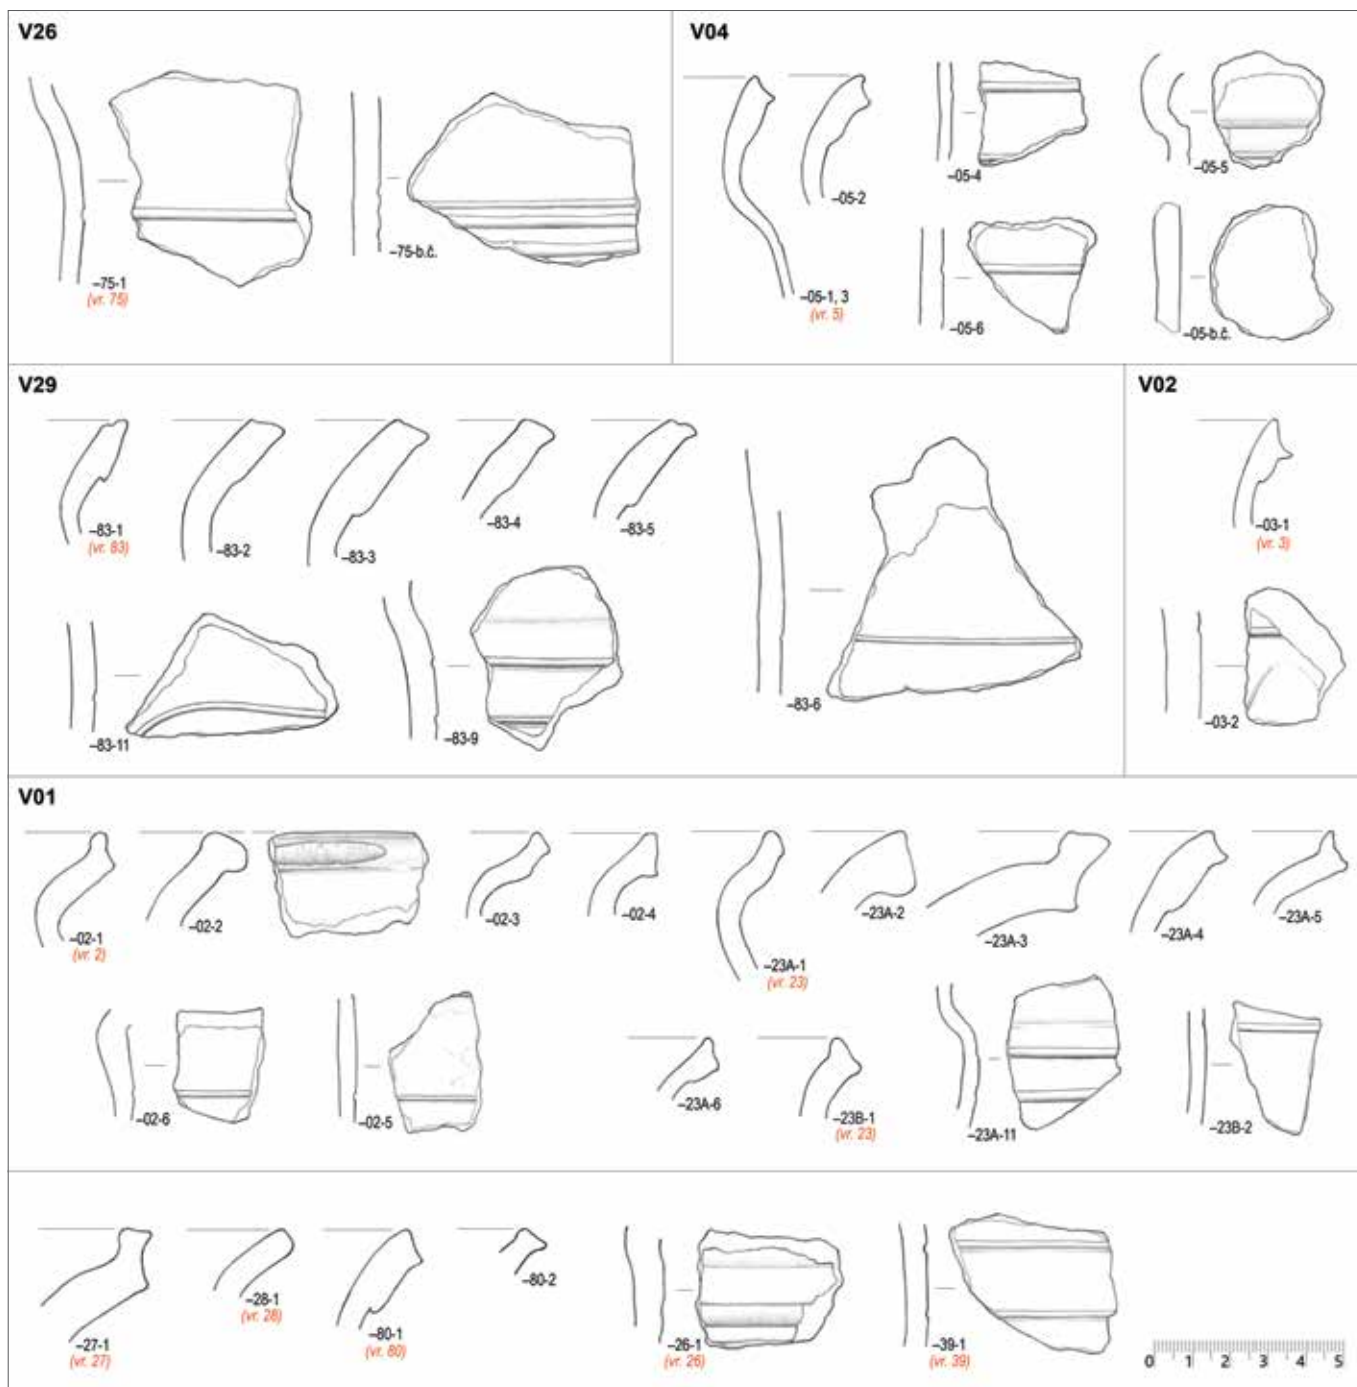 V26
–75-1
(vr. 75)
–75-b.č.
V04
–05-1, 3
(vr. 5)
–05-2
–05-4
–05-5
–05-6
–05-b.č.
V29
–83-1
(vr. 83)
–83-2
–83-3
–83-4
–83-5
–83-11
–83-9
–83-6
V02
–03-1
(vr. 3)
–03-2
V01
–02-1
(vr. 2)
–02-2
–02-3
–02-4
–23A-1
(vr. 23)
–23A-2
–23A-3
–23A-4
–23A-5
–02-6
–02-5
–23A-6
–23B-1
(vr. 23)
–23A-11
–23B-2
–27-1
(vr. 27)
–28-1
(vr. 28)
–80-1
(vr. 80)
–80-2
–26-1
(vr. 26)
–39-1
(vr. 39)
0 1 2 3 4 5